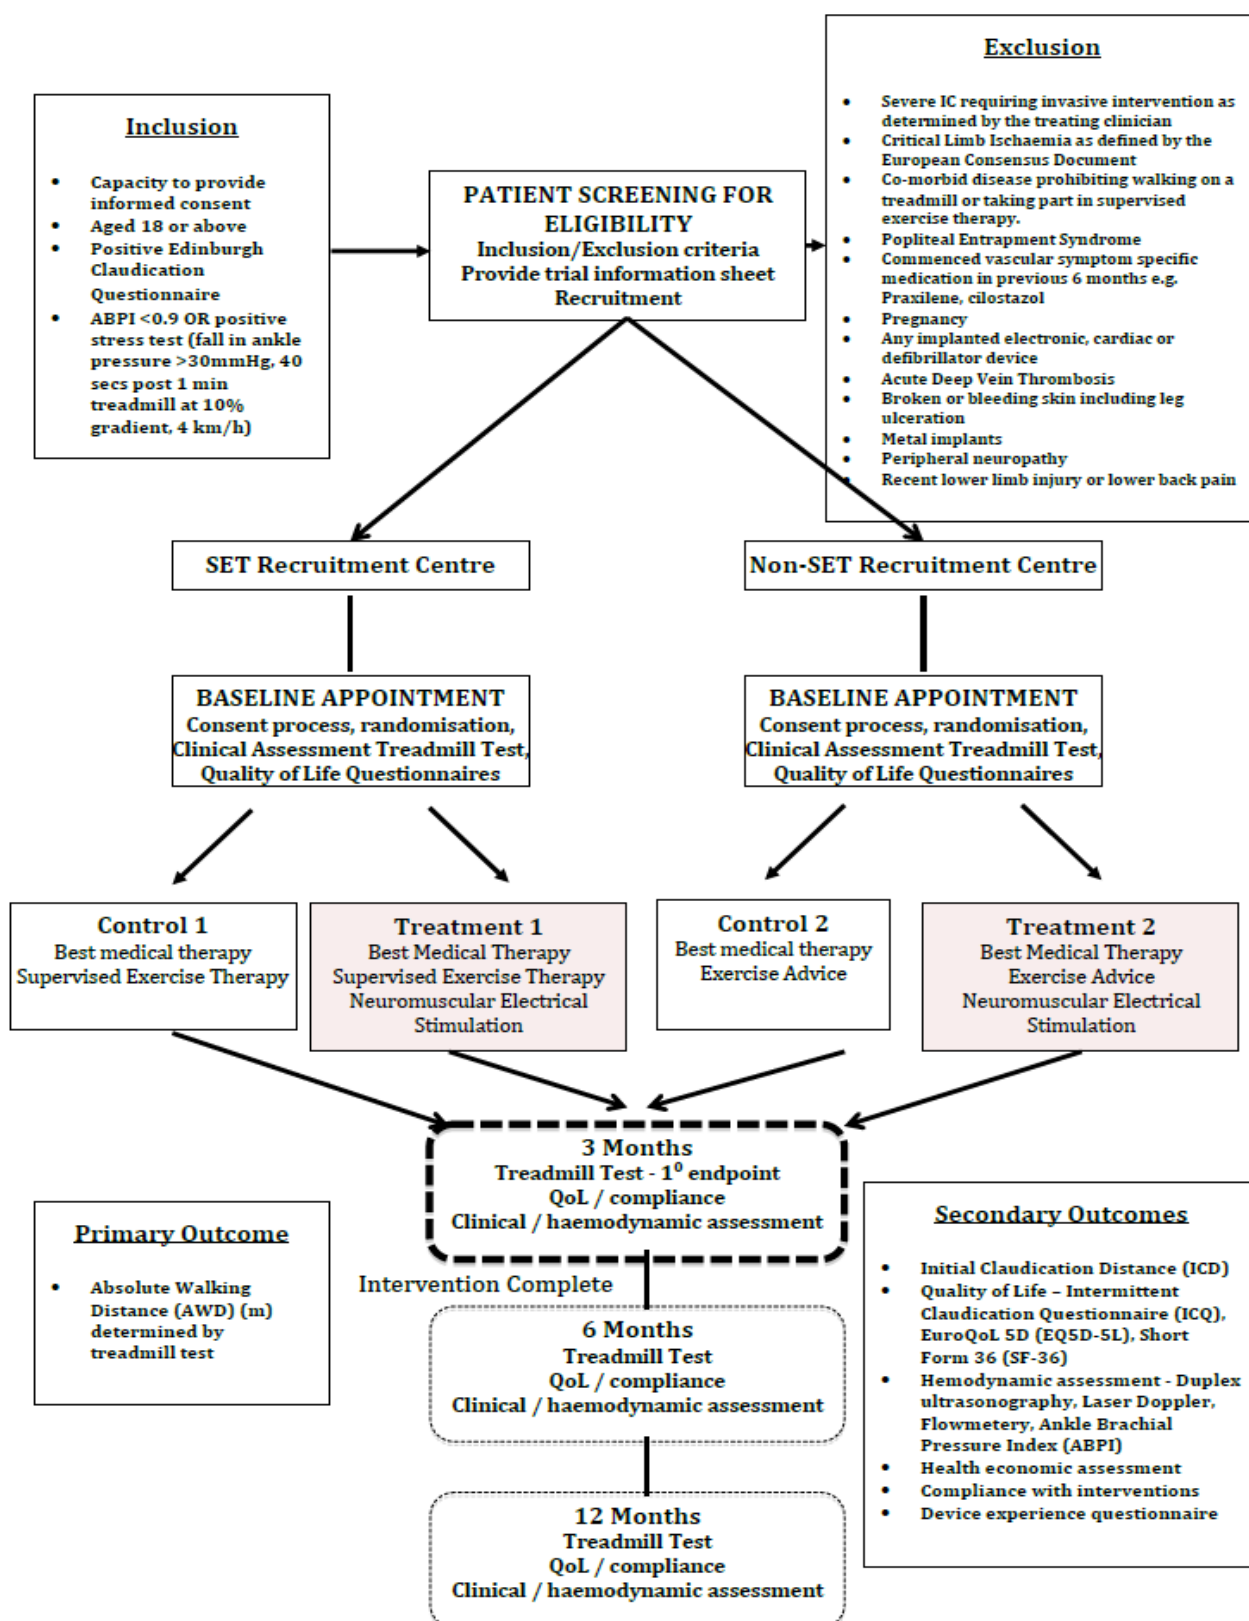 Exclusion
• Severe IC requiring invasive intervention as
determined by the treating clinician
• Critical Limb Ischaemia as defined by the
European Consensus Document
• Co-morbid disease prohibiting walking on a
treadmill or taking part in supervised
exercise therapy.
• Popliteal Entrapment Syndrome
• Commenced vascular symptom specific
medication in previous 6 months e.g.
Praxilene, cilostazol
• Pregnancy
• Any implanted electronic, cardiac or
defibrillator device
• Acute Deep Vein Thrombosis
• Broken or bleeding skin including leg
ulceration
• Metal implants
• Peripheral neuropathy
• Recent lower limb injury or lower back pain
Inclusion
• Capacity to provide
informed consent
• Aged 18 or above
• Positive Edinburgh
Claudication
Questionnaire
• ABPI <0.9 OR positive
stress test (fall in ankle
pressure >30mmHg, 40
secs post 1 min
treadmill at 10%
gradient, 4 km/h)
PATIENT SCREENING FOR
ELIGIBILITY
Inclusion/Exclusion criteria
Provide trial information sheet
Recruitment
SET Recruitment Centre
Non-SET Recruitment Centre
BASELINE APPOINTMENT
Consent process, randomisation,
Clinical Assessment Treadmill Test,
Quality of Life Questionnaires
BASELINE APPOINTMENT
Consent process, randomisation,
Clinical Assessment Treadmill Test,
Quality of Life Questionnaires
Control 1
Best medical therapy
Supervised Exercise Therapy
Treatment 1
Best Medical Therapy
Supervised Exercise Therapy
Neuromuscular Electrical
Stimulation
Control 2
Best medical therapy
Exercise Advice
Treatment 2
Best Medical Therapy
Exercise Advice
Neuromuscular Electrical
Stimulation
3 Months
Treadmill Test - 1⁰ endpoint
QoL / compliance
Clinical / haemodynamic assessment
Intervention Complete
6 Months
Treadmill Test
QoL / compliance
Clinical / haemodynamic assessment
12 Months
Treadmill Test
QoL / compliance
Clinical / haemodynamic assessment
Primary Outcome
• Absolute Walking
Distance (AWD) (m)
determined by
treadmill test
Secondary Outcomes
• Initial Claudication Distance (ICD)
• Quality of Life – Intermittent
Claudication Questionnaire (ICQ),
EuroQoL 5D (EQ5D-5L), Short
Form 36 (SF-36)
• Hemodynamic assessment - Duplex
ultrasonography, Laser Doppler,
Flowmetery, Ankle Brachial
Pressure Index (ABPI)
• Health economic assessment
• Compliance with interventions
• Device experience questionnaire